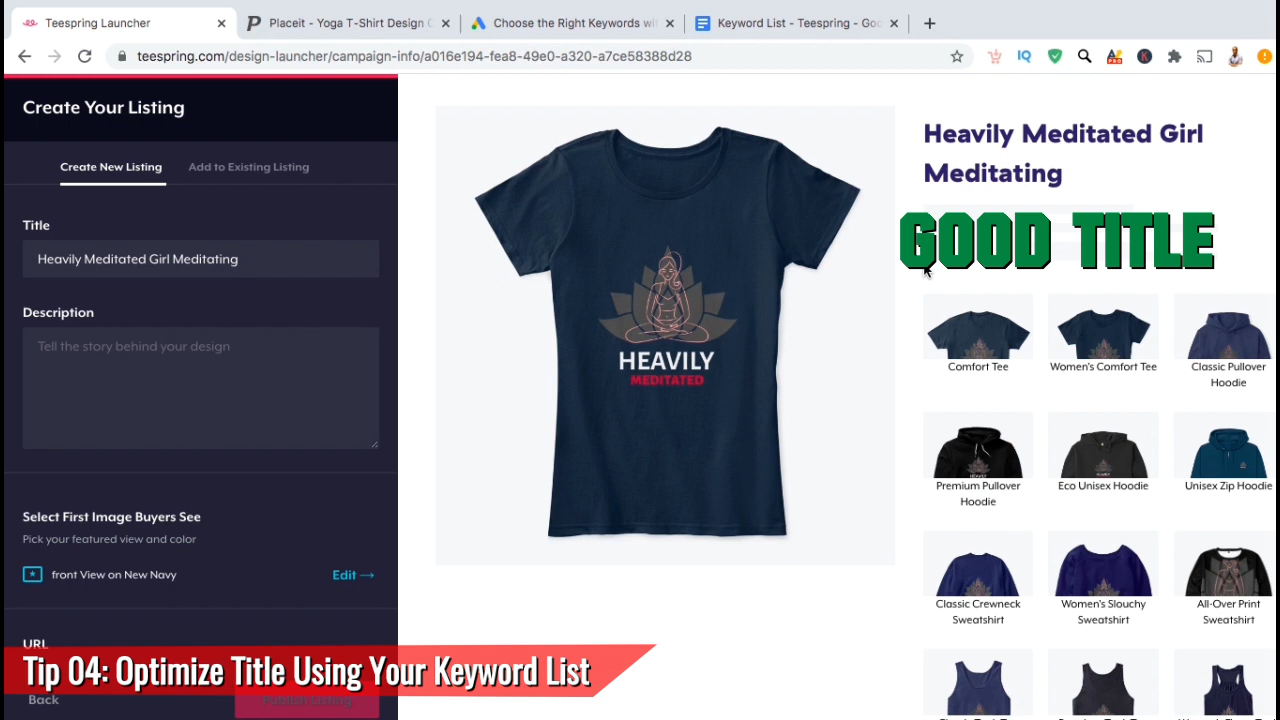 Teespring Launcher
Placeit - Yoga T-Shirt Design
Choose the Right Keywords wi
Keyword List - Teespring - Goo
teespring.com/design-launcher/campaign-info/a016e194-fea8-49e0-a320-a7ce58388d28
IQ
PRO
K
Create Your Listing
Create New Listing
Add to Existing Listing
Title
Heavily Meditated Girl Meditating
Description
Tell the story behind your design
Select First Image Buyers See
Pick your featured view and color
front View on New Navy
Edit →
URL
Tip 04: Optimize Title Using Your Keyword List
Back
Publish Listing
HEAVILY
MEDITATED
Heavily Meditated Girl
Meditating
GOOD TITLE
Comfort Tee
Women's Comfort Tee
Classic Pullover
Hoodie
Premium Pullover
Hoodie
Eco Unisex Hoodie
Unisex Zip Hoodie
Classic Crewneck
Sweatshirt
Women's Slouchy
Sweatshirt
All-Over Print
Sweatshirt